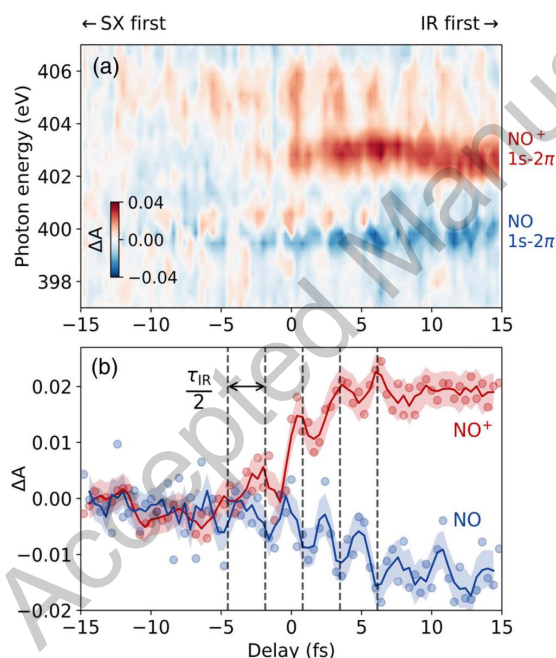 ← SX first IR first →
(a)
Photon energy (eV)
406
404
402
400
398
0.04
0.00
−0.04
ΔA
NO⁺
1s-2π
NO
1s-2π
−15 −10 −5 0 5 10 15
(b)
τIR/2
ΔA
0.02
0.01
0.00
−0.01
−0.02
NO⁺
NO
−15 −10 −5 0 5 10 15
Delay (fs)
Accepted Manus